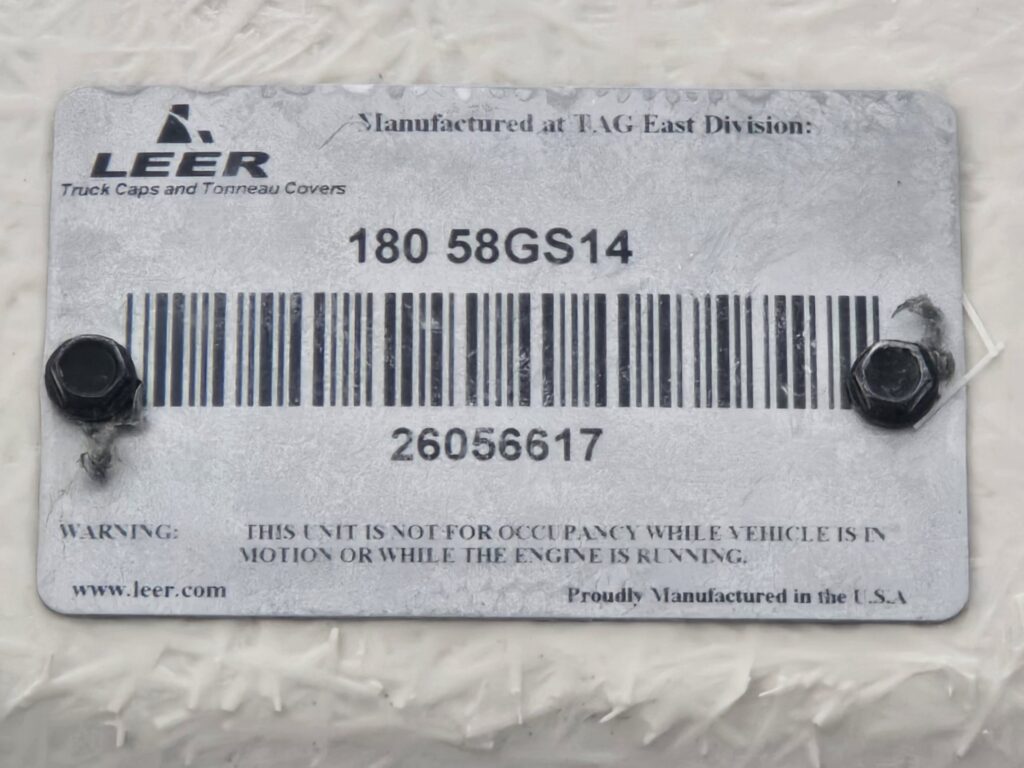 LEER
Truck Caps and Tonneau Covers
Manufactured at TAG East Division:
180 58GS14
26056617
WARNING: THIS UNIT IS NOT FOR OCCUPANCY WHILE VEHICLE IS IN
MOTION OR WHILE THE ENGINE IS RUNNING.
www.leer.com
Proudly Manufactured in the U.S.A